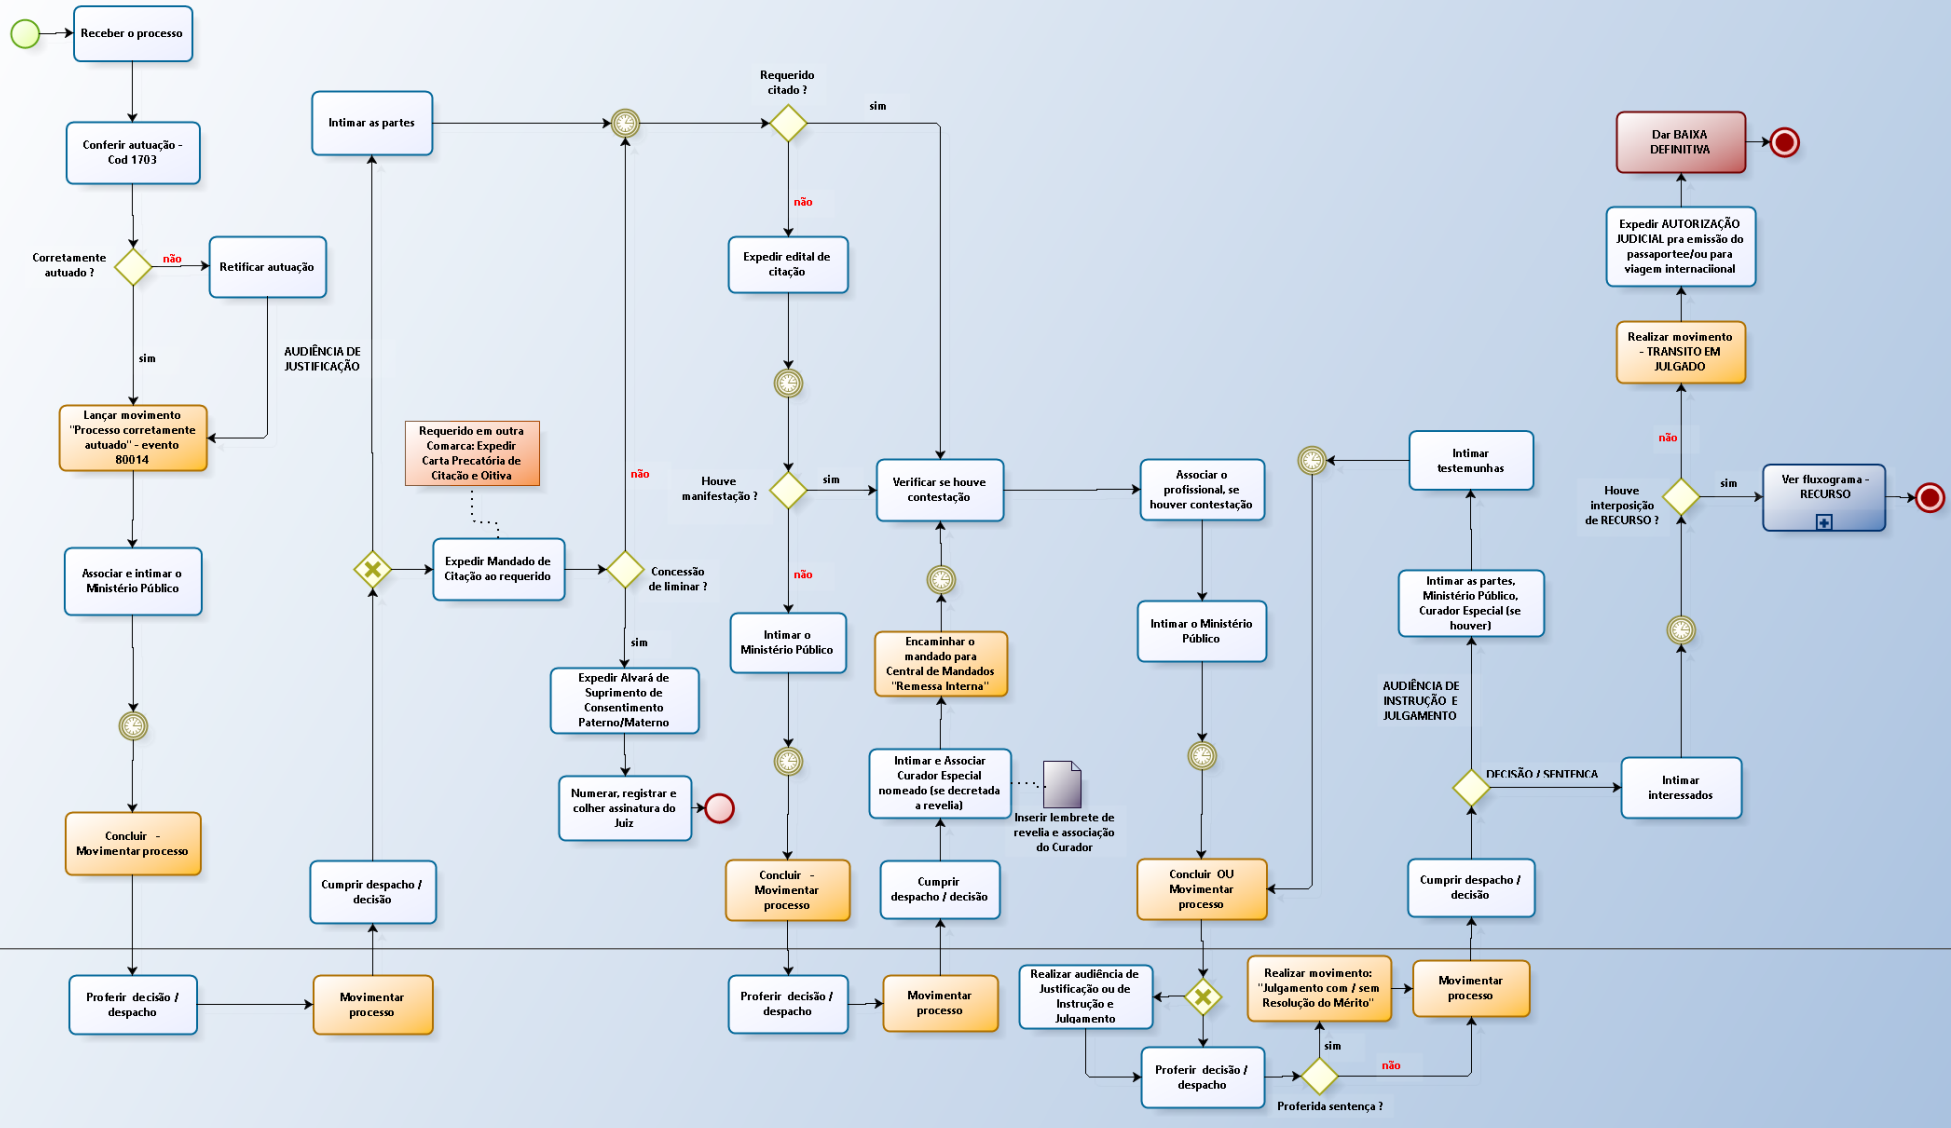 Receber o processo
Conferir autuação -
Cod 1703
Corretamente
autuado ?
não
Retificar autuação
sim
Lançar movimento
"Processo corretamente
autuado" - evento
80014
Associar e intimar o
Ministério Público
Concluir -
Movimentar processo
Proferir decisão /
despacho
Movimentar
processo
Cumprir despacho /
decisão
AUDIÊNCIA DE
JUSTIFICAÇÃO
Intimar as partes
Requerido em outra
Comarca: Expedir
Carta Precatória de
Citação e Oitiva
Expedir Mandado de
Citação ao requerido
Concessão
de liminar ?
não
sim
Expedir Alvará de
Suprimento de
Consentimento
Paterno/Materno
Numerar, registrar e
colher assinatura do
Juiz
Requerido
citado ?
sim
não
Expedir edital de
citação
Houve
manifestação ?
sim
não
Intimar o
Ministério Público
Concluir -
Movimentar
processo
Proferir decisão /
despacho
Movimentar
processo
Cumprir
despacho / decisão
Intimar e Associar
Curador Especial
nomeado (se decretada
a revelia)
Inserir lembrete de
revelia e associação
do Curador
Encaminhar o
mandado para
Central de Mandados
"Remessa Interna"
Verificar se houve
contestação
Associar o
profissional, se
houver contestação
Intimar o Ministério
Público
Concluir OU
Movimentar
processo
Realizar audiência de
Justificação ou de
Instrução e
Julgamento
Proferir decisão /
despacho
Proferida sentença ?
sim
não
Realizar movimento:
"Julgamento com / sem
Resolução do Mérito"
Movimentar
processo
Cumprir despacho /
decisão
DECISÃO / SENTENÇA
AUDIÊNCIA DE
INSTRUÇÃO E
JULGAMENTO
Intimar as partes,
Ministério Público,
Curador Especial (se
houver)
Intimar
testemunhas
Intimar
interessados
Houve
interposição
de RECURSO ?
sim
Ver fluxograma -
RECURSO
não
Realizar movimento
- TRANSITO EM
JULGADO
Expedir AUTORIZAÇÃO
JUDICIAL pra emissão do
passaportee/ou para
viagem internaciional
Dar BAIXA
DEFINITIVA